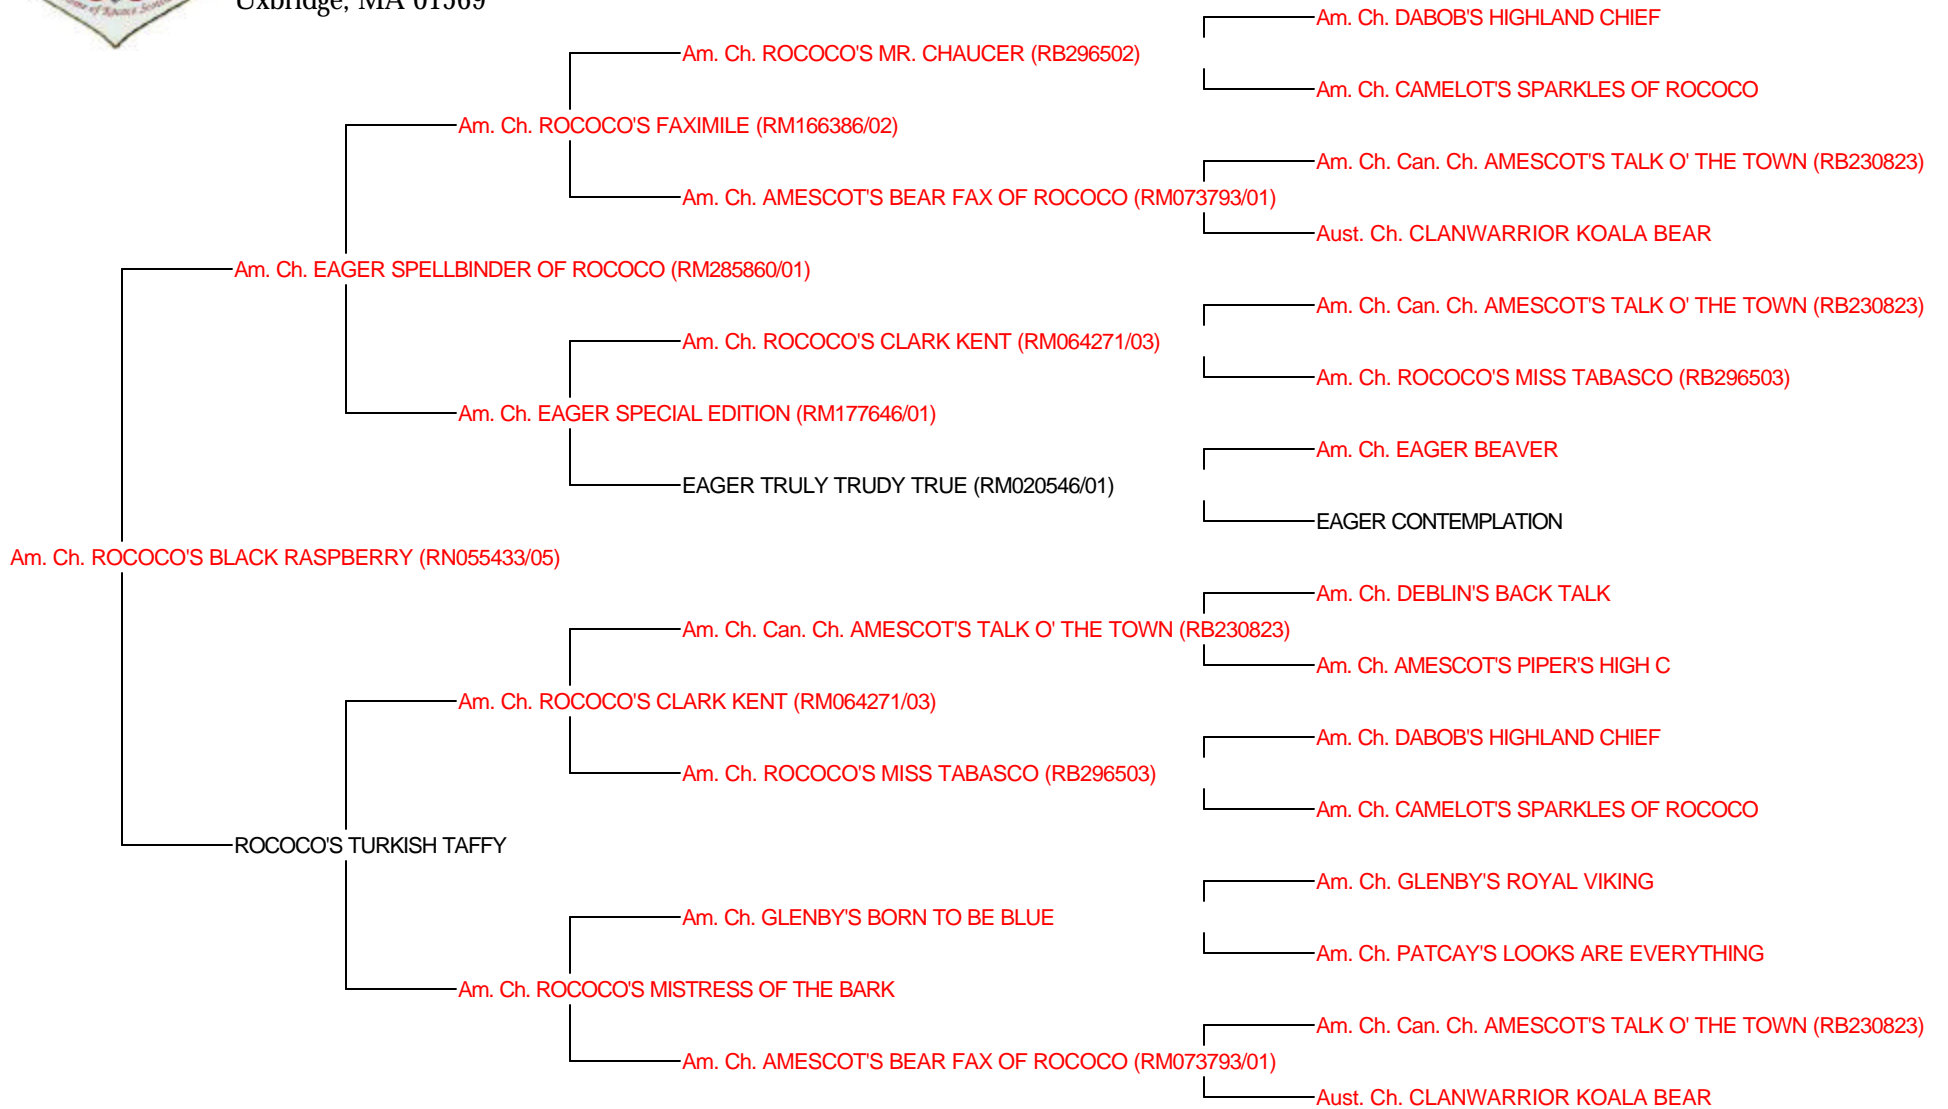 Uxbridge, MA 01569
Am. Ch. DABOB'S HIGHLAND CHIEF
Am. Ch. ROCOCO'S MR. CHAUCER (RB296502)
Am. Ch. CAMELOT'S SPARKLES OF ROCOCO
Am. Ch. ROCOCO'S FAXIMILE (RM166386/02)
Am. Ch. Can. Ch. AMESCOT'S TALK O' THE TOWN (RB230823)
Am. Ch. AMESCOT'S BEAR FAX OF ROCOCO (RM073793/01)
Aust. Ch. CLANWARRIOR KOALA BEAR
Am. Ch. EAGER SPELLBINDER OF ROCOCO (RM285860/01)
Am. Ch. Can. Ch. AMESCOT'S TALK O' THE TOWN (RB230823)
Am. Ch. ROCOCO'S CLARK KENT (RM064271/03)
Am. Ch. ROCOCO'S MISS TABASCO (RB296503)
Am. Ch. EAGER SPECIAL EDITION (RM177646/01)
Am. Ch. EAGER BEAVER
EAGER TRULY TRUDY TRUE (RM020546/01)
EAGER CONTEMPLATION
Am. Ch. ROCOCO'S BLACK RASPBERRY (RN055433/05)
Am. Ch. DEBLIN'S BACK TALK
Am. Ch. Can. Ch. AMESCOT'S TALK O' THE TOWN (RB230823)
Am. Ch. AMESCOT'S PIPER'S HIGH C
Am. Ch. ROCOCO'S CLARK KENT (RM064271/03)
Am. Ch. DABOB'S HIGHLAND CHIEF
Am. Ch. ROCOCO'S MISS TABASCO (RB296503)
Am. Ch. CAMELOT'S SPARKLES OF ROCOCO
ROCOCO'S TURKISH TAFFY
Am. Ch. GLENBY'S ROYAL VIKING
Am. Ch. GLENBY'S BORN TO BE BLUE
Am. Ch. PATCAY'S LOOKS ARE EVERYTHING
Am. Ch. ROCOCO'S MISTRESS OF THE BARK
Am. Ch. Can. Ch. AMESCOT'S TALK O' THE TOWN (RB230823)
Am. Ch. AMESCOT'S BEAR FAX OF ROCOCO (RM073793/01)
Aust. Ch. CLANWARRIOR KOALA BEAR